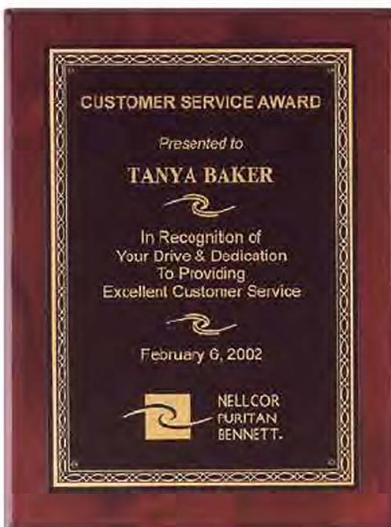 CUSTOMER SERVICE AWARD
Presented to
TANYA BAKER
In Recognition of
Your Drive & Dedication
To Providing
Excellent Customer Service
February 6, 2002
NELLCOR
PURITAN
BENNETT.